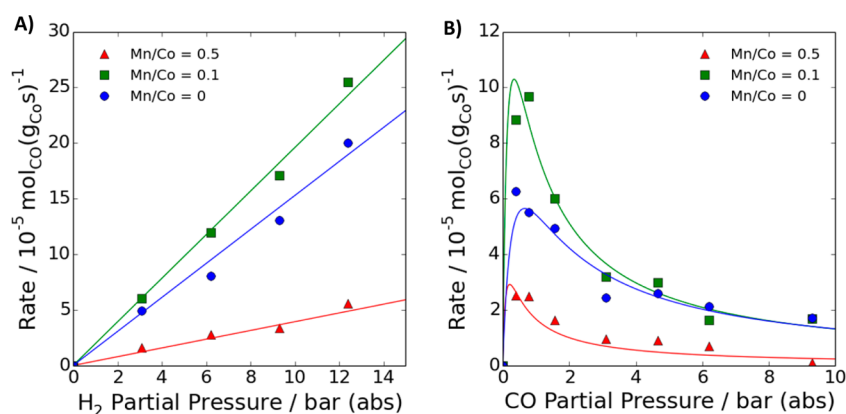 A)
30
25
20
15
10
5
0
Rate / 10⁻⁵ mol_CO(g_Co s)⁻¹
Mn/Co = 0.5
Mn/Co = 0.1
Mn/Co = 0
0 2 4 6 8 10 12 14
H₂ Partial Pressure / bar (abs)
B)
12
10
8
6
4
2
0
Rate / 10⁻⁵ mol_CO(g_Co s)⁻¹
Mn/Co = 0.5
Mn/Co = 0.1
Mn/Co = 0
0 2 4 6 8 10
CO Partial Pressure / bar (abs)